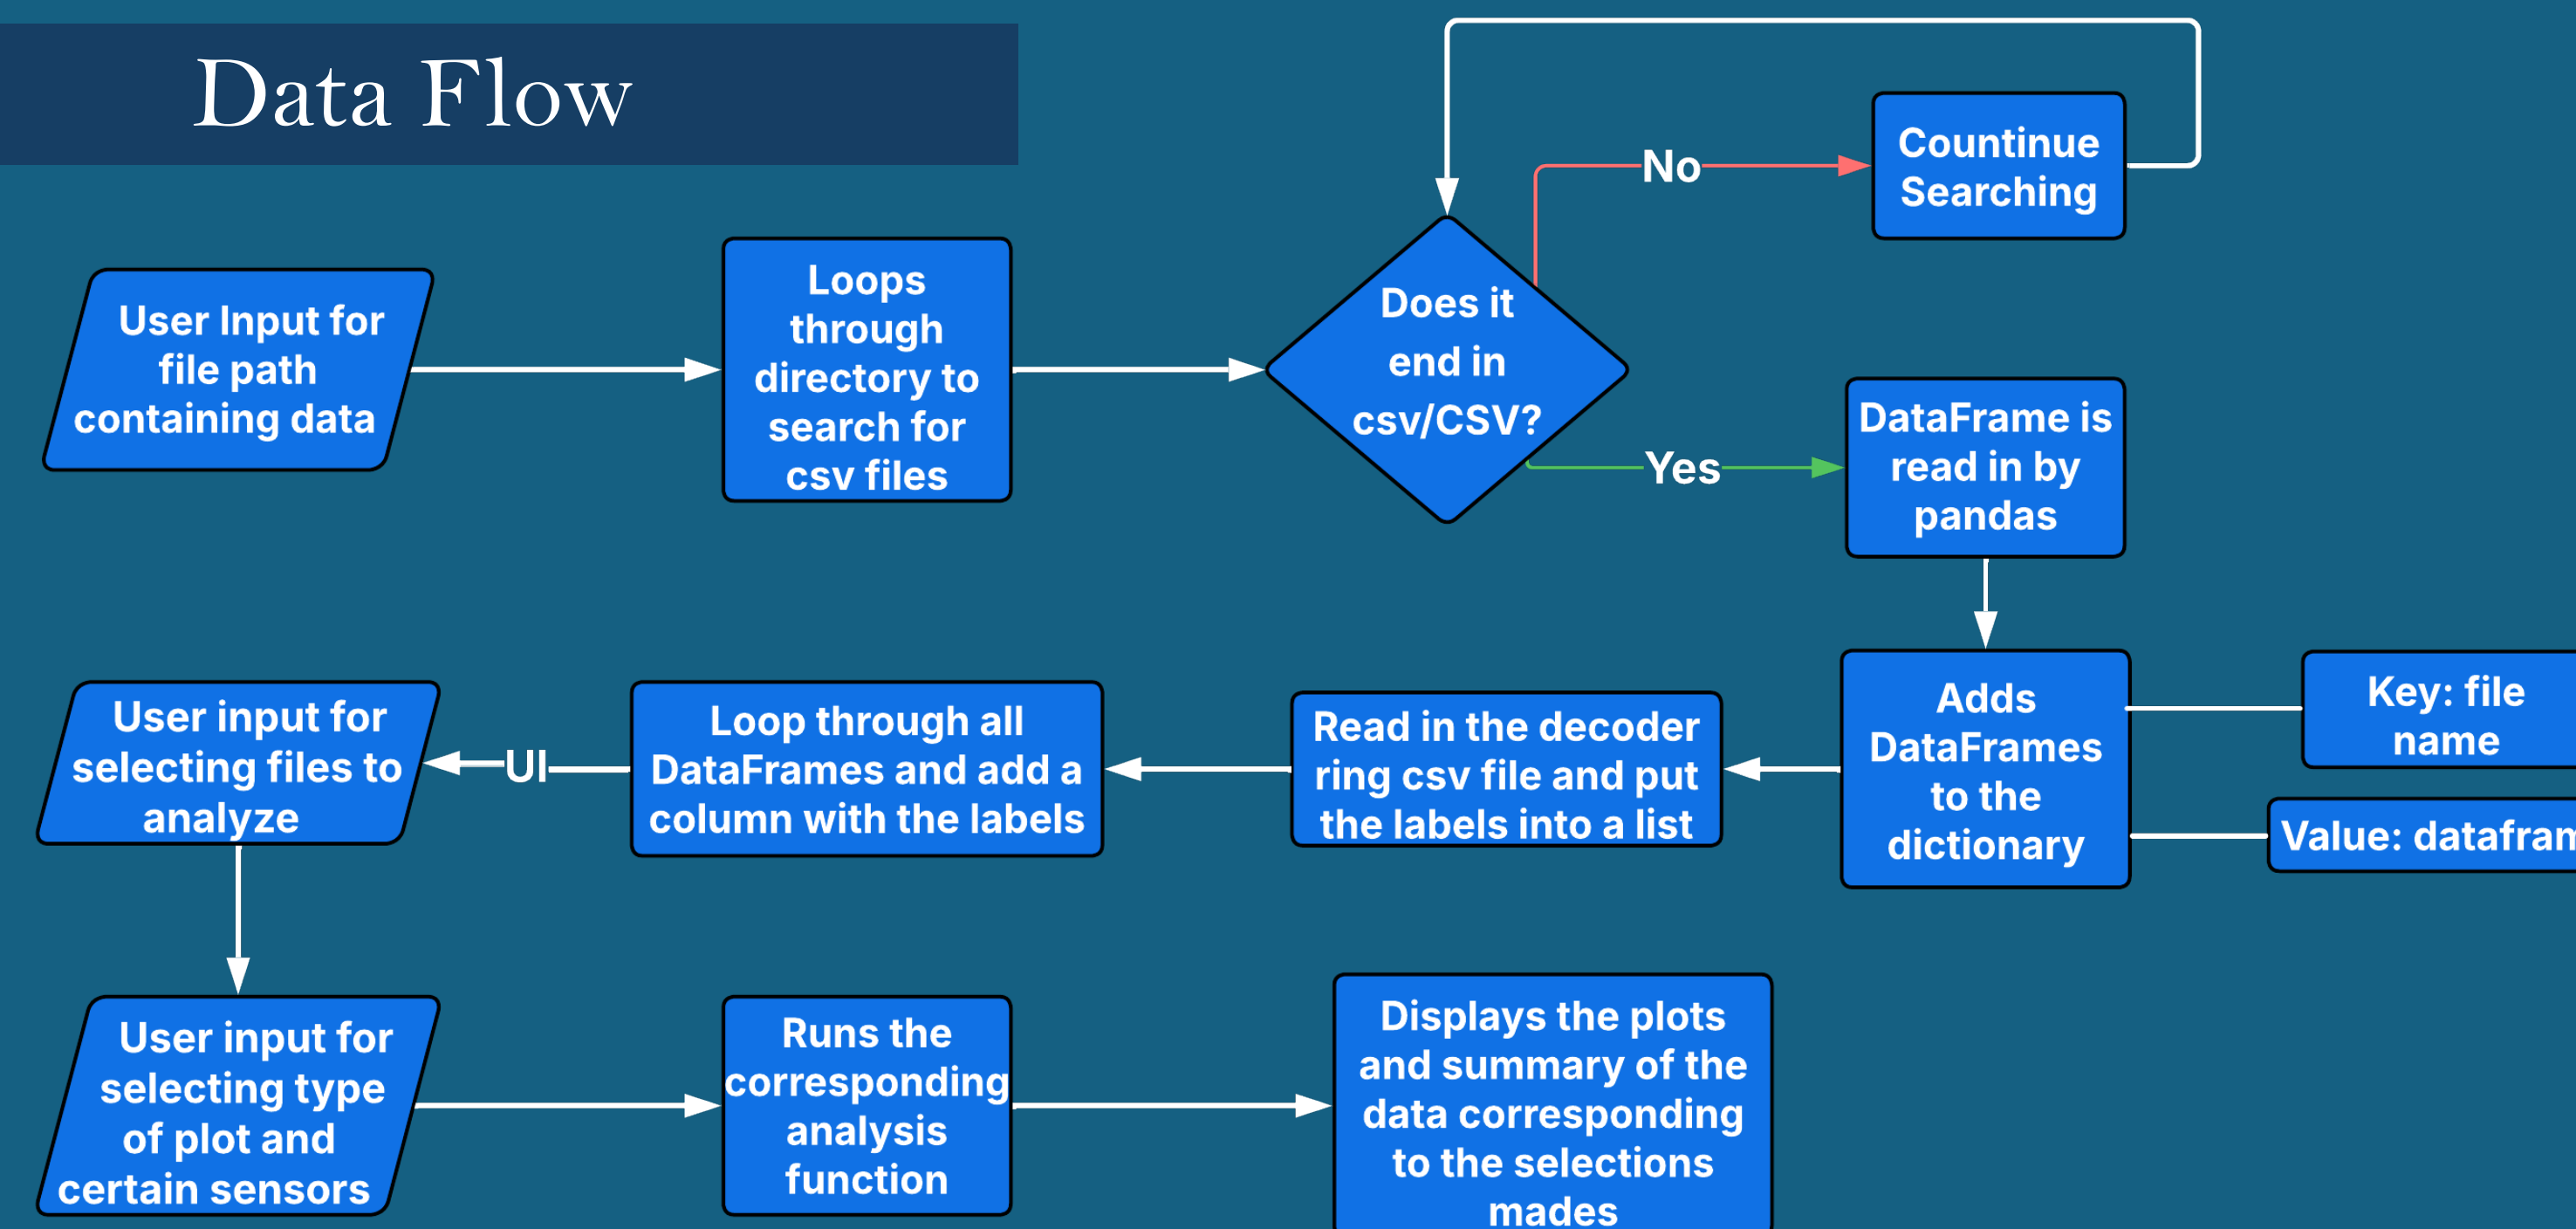 Data Flow
No
Countinue
Searching
User Input for
file path
containing data
Loops
through
directory to
search for
csv files
Does it
end in
csv/CSV?
Yes
DataFrame is
read in by
pandas
Adds
DataFrames
to the
dictionary
Key: file
name
Value: datafram
Read in the decoder
ring csv file and put
the labels into a list
Loop through all
DataFrames and add a
column with the labels
UI
User input for
selecting files to
analyze
User input for
selecting type
of plot and
certain sensors
Runs the
corresponding
analysis
function
Displays the plots
and summary of the
data corresponding
to the selections
mades